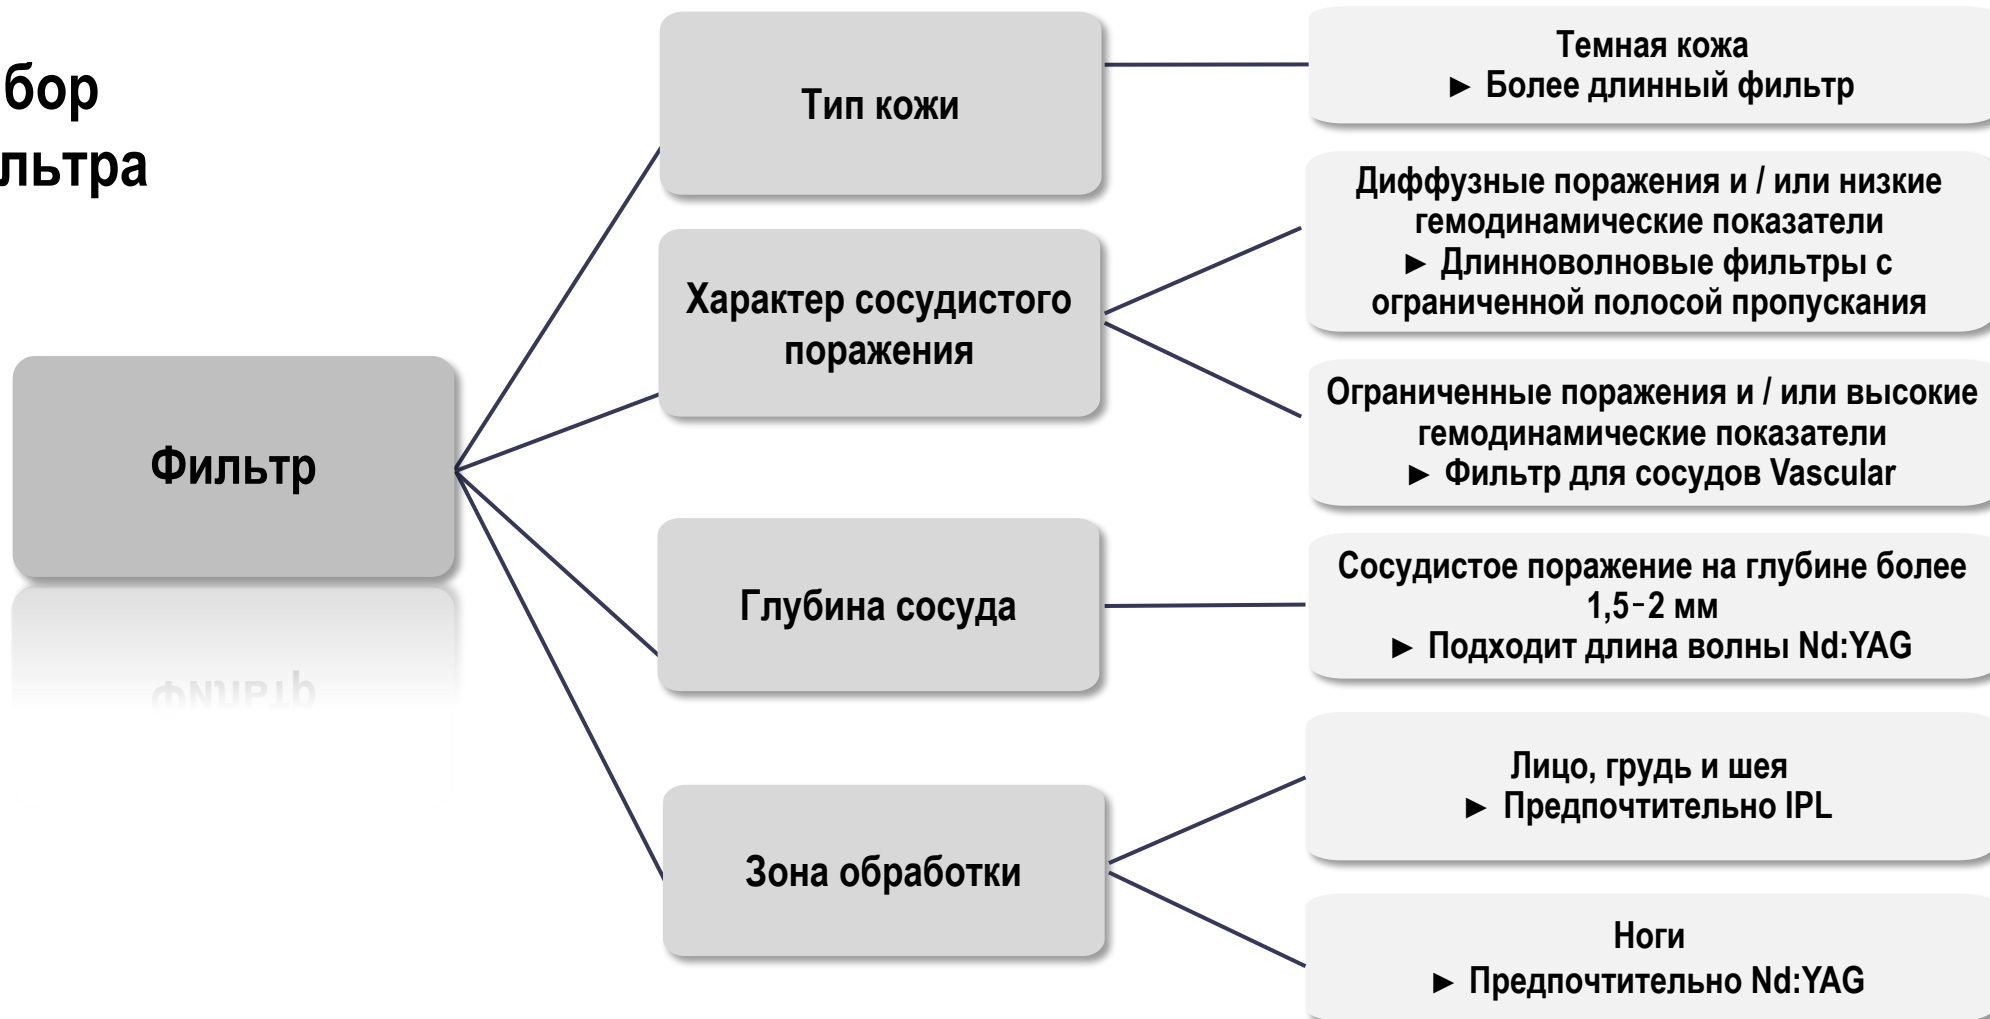 бор
льтра
Фильтр
Тип кожи
Характер сосудистого
поражения
Глубина сосуда
Зона обработки
Темная кожа
► Более длинный фильтр
Диффузные поражения и / или низкие
гемодинамические показатели
► Длинноволновые фильтры с
ограниченной полосой пропускания
Ограниченные поражения и / или высокие
гемодинамические показатели
► Фильтр для сосудов Vascular
Сосудистое поражение на глубине более
1,5-2 мм
► Подходит длина волны Nd:YAG
Лицо, грудь и шея
► Предпочтительно IPL
Ноги
► Предпочтительно Nd:YAG